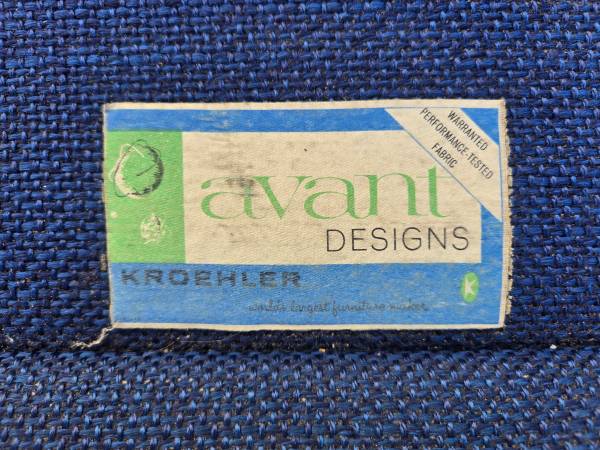 WARRANTED
PERFORMANCE-TESTED
FABRIC
avant
DESIGNS
KROEHLER
world's largest furniture maker
K